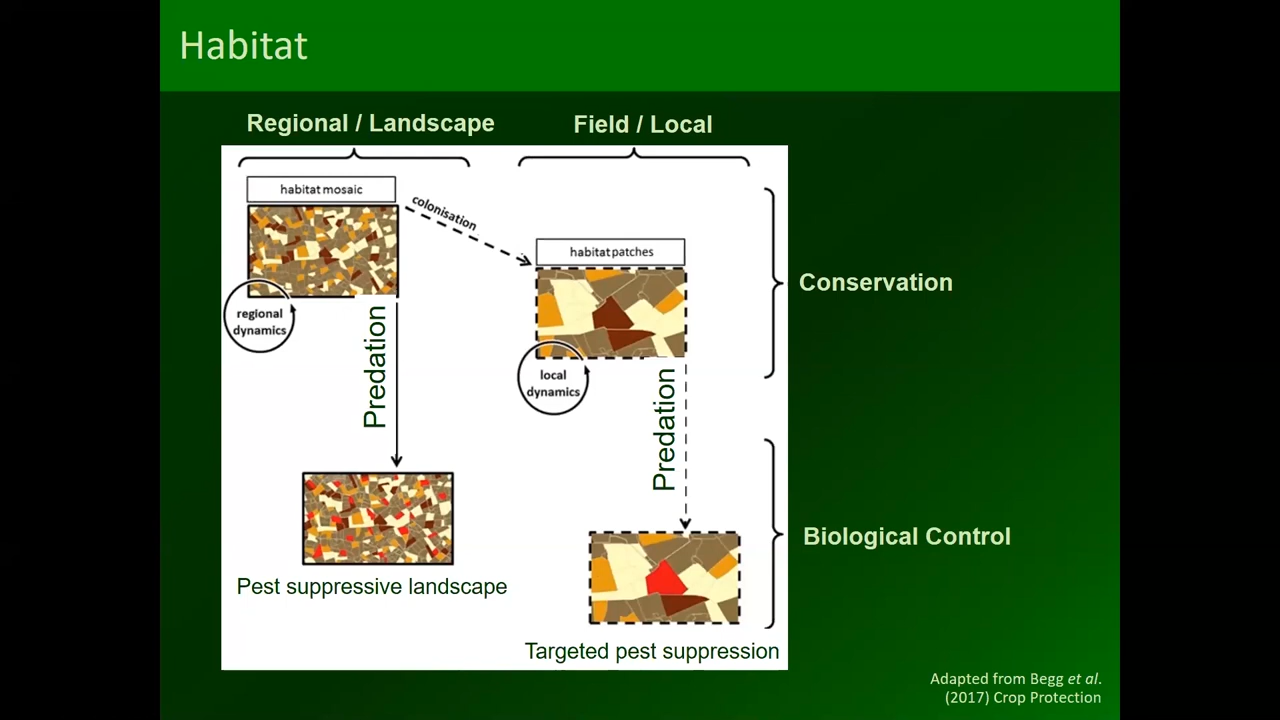 Habitat
Regional / Landscape
Field / Local
habitat mosaic
colonisation
habitat patches
Conservation
regional
dynamics
Predation
local
dynamics
Predation
Biological Control
Pest suppressive landscape
Targeted pest suppression
Adapted from Begg et al.
(2017) Crop Protection